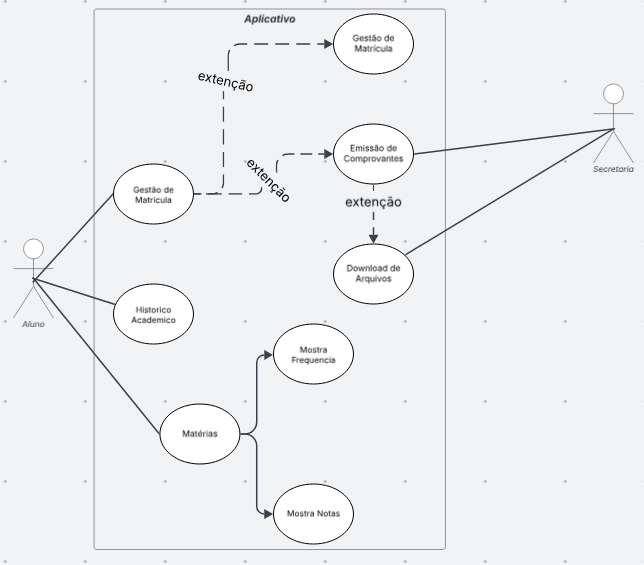 Aplicativo
Gestão de
Matrícula
extenção
Emissão de
Comprovantes
extenção
Secretaria
Gestão de
Matrícula
extenção
Download de
Arquivos
Aluno
Historico
Academico
Mostra
Frequencia
Matérias
Mostra Notas